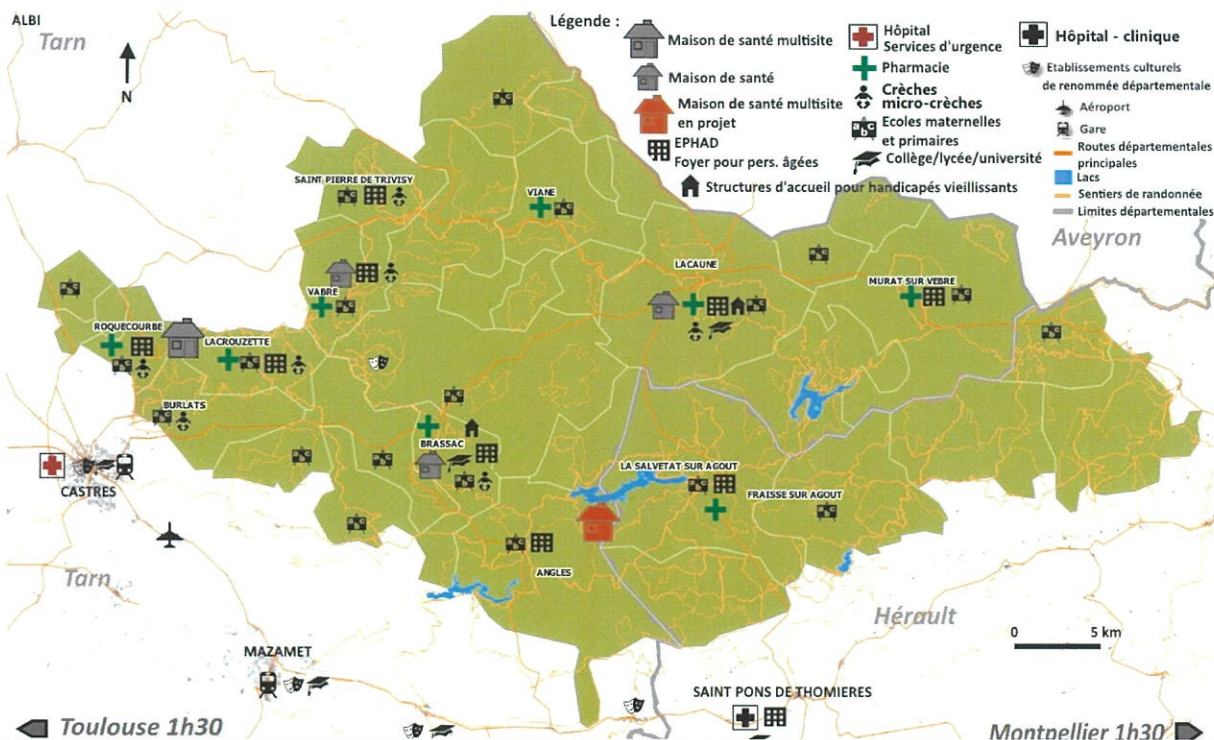 ALBI
Tarn
N
Légende :
Maison de santé multisite
Maison de santé
Maison de santé multisite
en projet
EPHAD
Foyer pour pers. âgées
Hôpital
Services d'urgence
Pharmacie
Crèches
micro-crèches
Ecoles maternelles
et primaires
Collège/lycée/université
Structures d'accueil pour handicapés vieillissants
Hôpital - clinique
Etablissements culturels
de renommée départementale
Aéroport
Gare
Routes départementales
principales
Lacs
Sentiers de randonnée
Limites départementales
Aveyron
SAINT PIERRE DE TRIVISY
VIANE
LACAUNE
MURAT SUR VEBRE
VABRE
ROQUECOURBE
LACROUZETTE
BURLATS
BRASSAC
CASTRES
LA SALVETAT SUR AGOUT
FRAISSE SUR AGOUT
ANGLES
Tarn
Hérault
0 5 km
MAZAMET
SAINT PONS DE THOMIERES
Toulouse 1h30
Montpellier 1h30